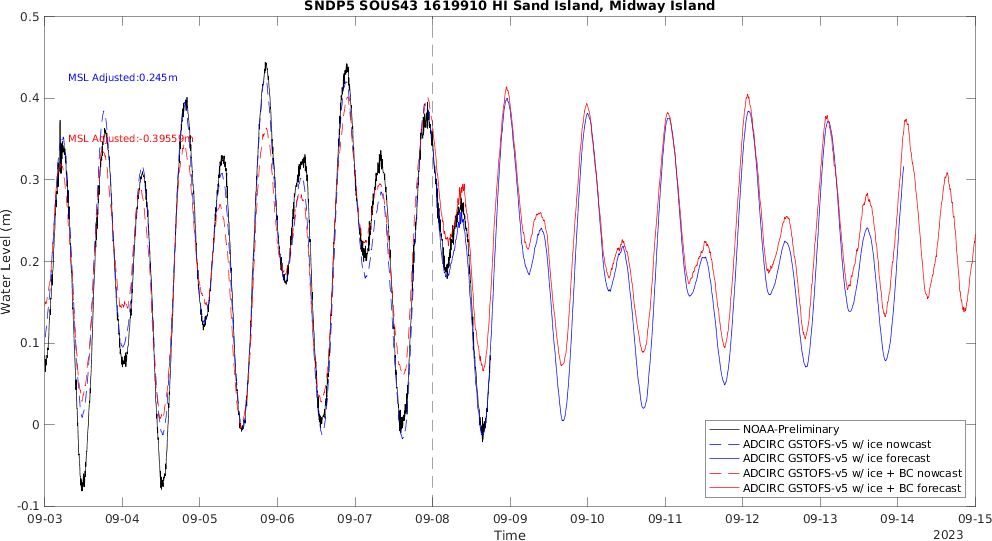 SNDP5 SOUS43 1619910 HI Sand Island, Midway Island
0.5
MSL Adjusted:0.245m
0.4
MSL Adjusted:-0.39559m
0.3
Water Level (m)
0.2
0.1
0
-0.1
NOAA-Preliminary
ADCIRC GSTOFS-v5 w/ ice nowcast
ADCIRC GSTOFS-v5 w/ ice forecast
ADCIRC GSTOFS-v5 w/ ice + BC nowcast
ADCIRC GSTOFS-v5 w/ ice + BC forecast
09-03 09-04 09-05 09-06 09-07 09-08 09-09 09-10 09-11 09-12 09-13 09-14 09-15
Time
2023